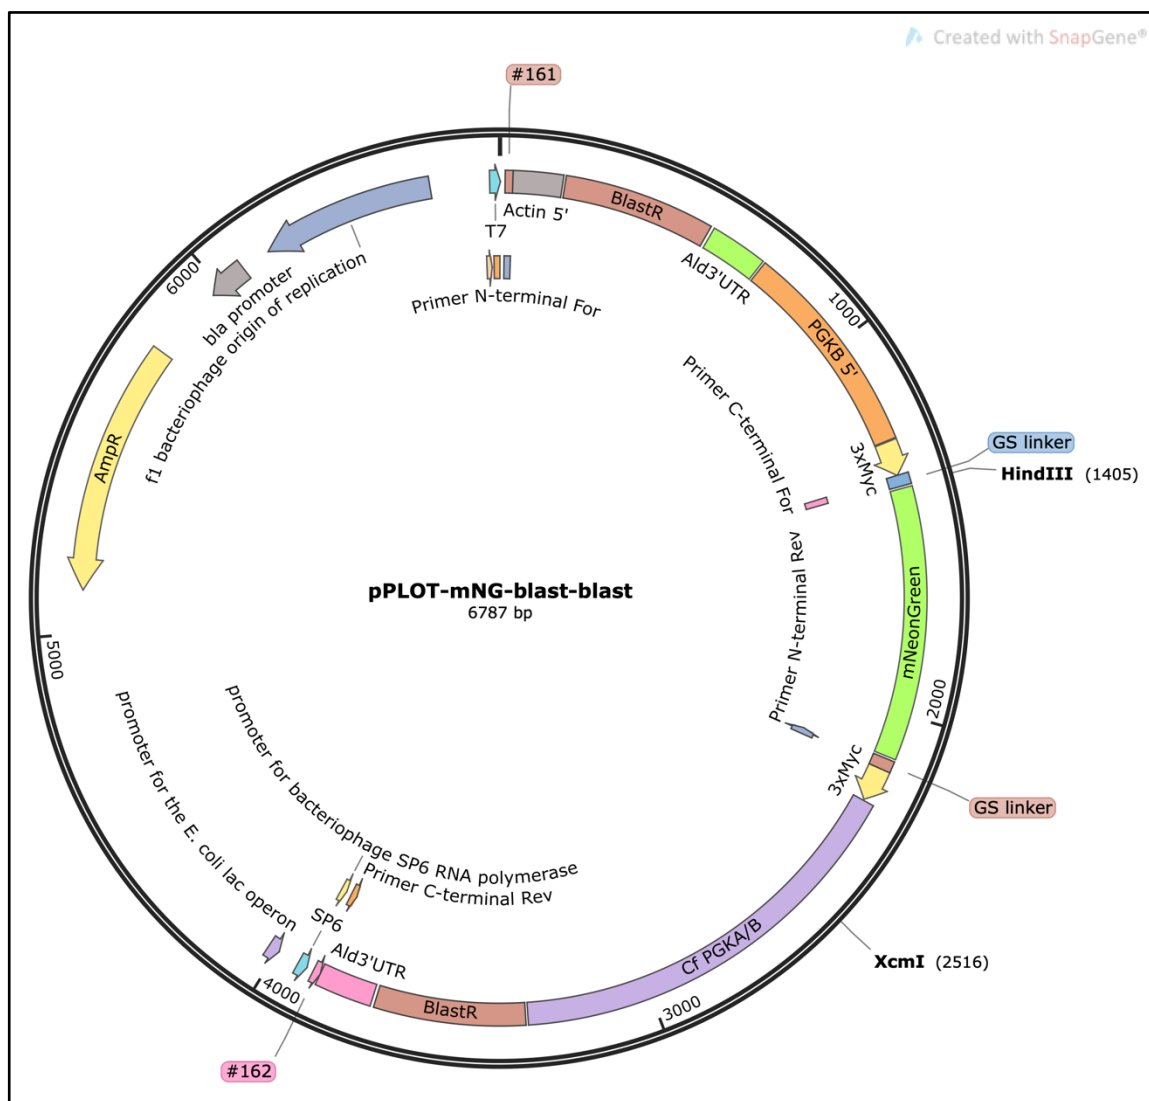 Created with SnapGene®
#161
Actin 5'
BlastR
Ald3'UTR
PGKB 5'
1000
3xMyc
GS linker
HindIII (1405)
mNeonGreen
2000
3xMyc
GS linker
Cf PGKA/B
XcmI (2516)
3000
BlastR
Ald3'UTR
#162
4000
SP6
promoter for the E. coli lac operon
promoter for bacteriophage SP6 RNA polymerase
Primer C-terminal Rev
5000
AmpR
6000
bla promoter
f1 bacteriophage origin of replication
T7
Primer N-terminal For
Primer C-terminal For
Primer N-terminal Rev
pPLOT-mNG-blast-blast
6787 bp